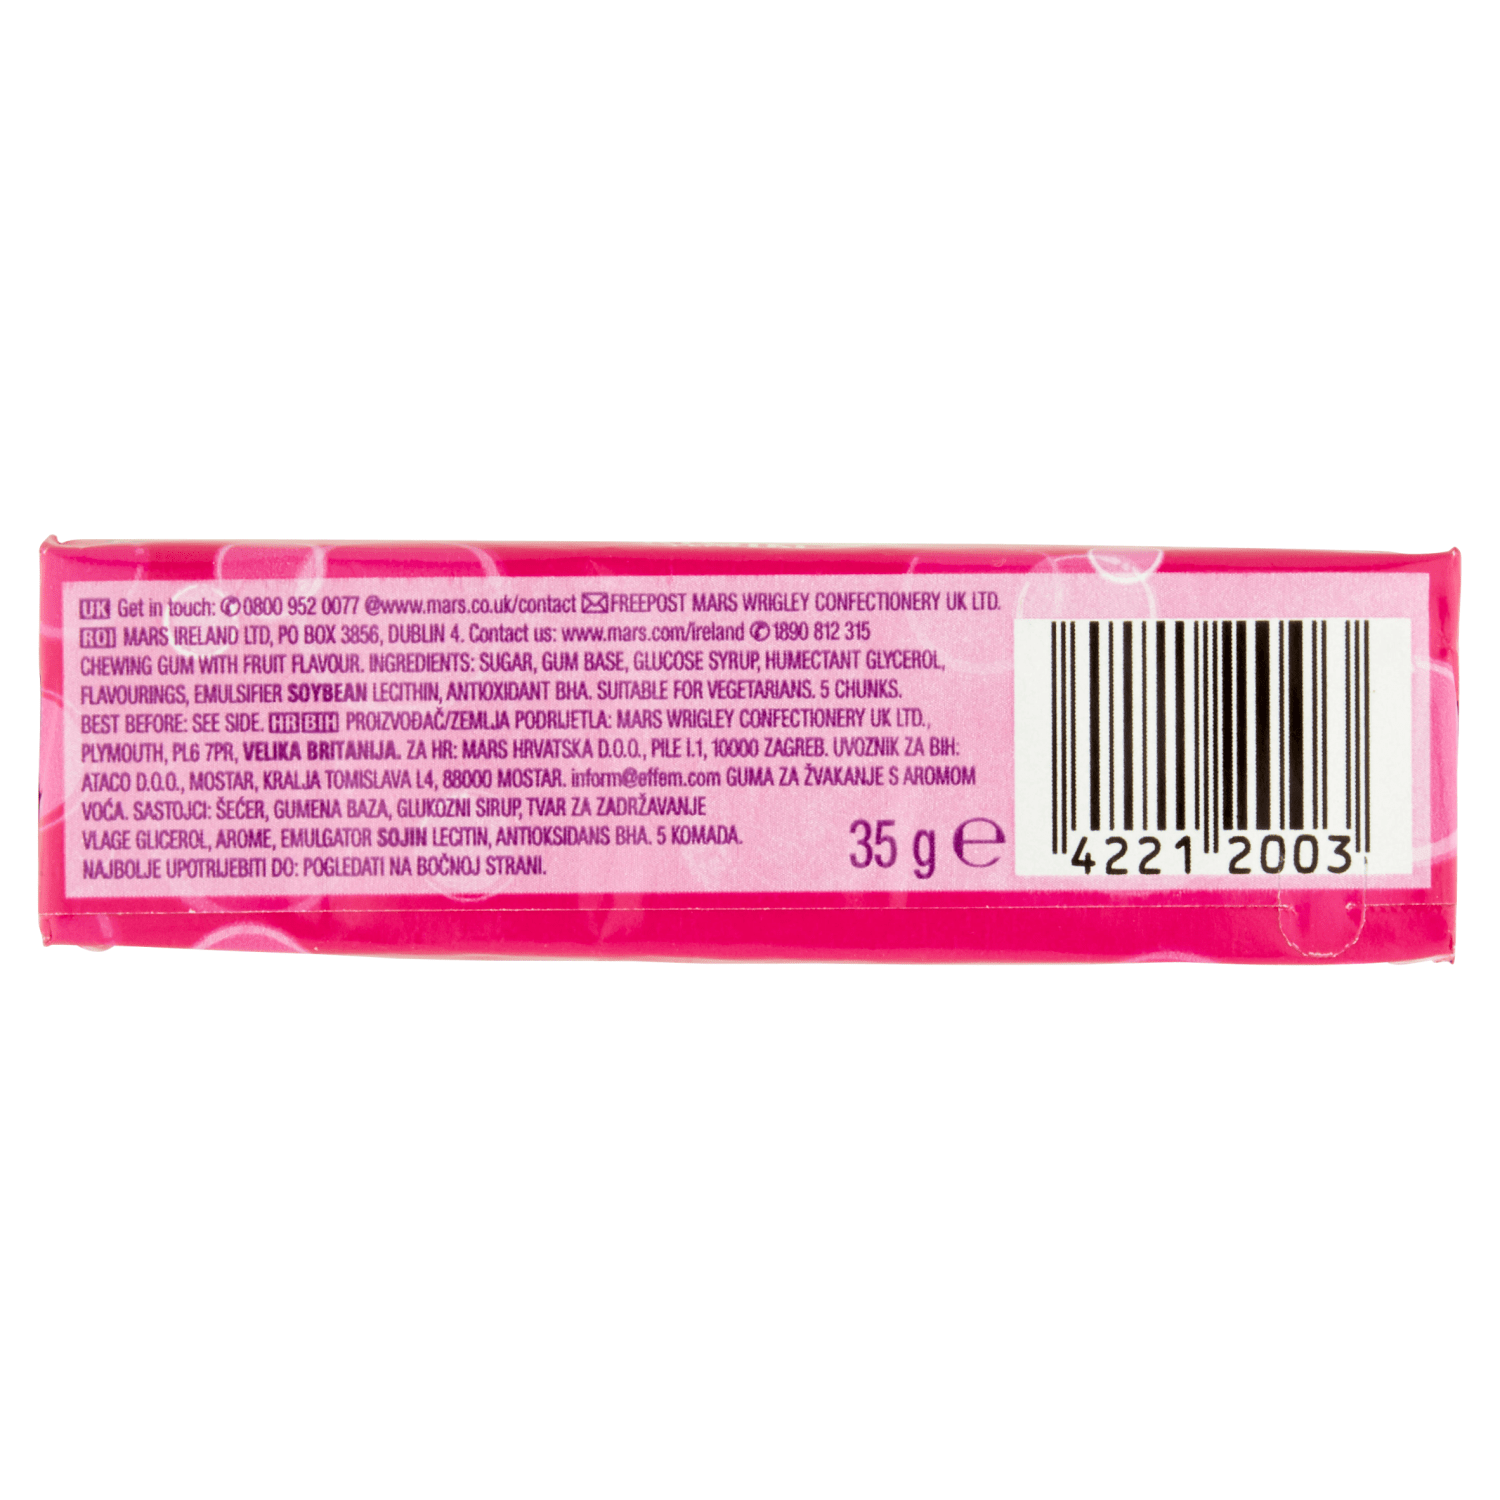 UK Get in touch: ✆0800 952 0077 @www.mars.co.uk/contact ✉FREEPOST MARS WRIGLEY CONFECTIONERY UK LTD.
ROI MARS IRELAND LTD, PO BOX 3856, DUBLIN 4. Contact us: www.mars.com/ireland ✆1890 812 315
CHEWING GUM WITH FRUIT FLAVOUR. INGREDIENTS: SUGAR, GUM BASE, GLUCOSE SYRUP, HUMECTANT GLYCEROL,
FLAVOURINGS, EMULSIFIER SOYBEAN LECITHIN, ANTIOXIDANT BHA. SUITABLE FOR VEGETARIANS. 5 CHUNKS.
BEST BEFORE: SEE SIDE. HR BIH PROIZVOĐAČ/ZEMLJA PODRIJETLA: MARS WRIGLEY CONFECTIONERY UK LTD.,
PLYMOUTH, PL6 7PR, VELIKA BRITANIJA. ZA HR: MARS HRVATSKA D.O.O., PILE I.1, 10000 ZAGREB. UVOZNIK ZA BIH:
ATACO D.O.O., MOSTAR, KRALJA TOMISLAVA L4, 88000 MOSTAR. inform@effem.com GUMA ZA ŽVAKANJE S AROMOM
VOĆA. SASTOJCI: ŠEĆER, GUMENA BAZA, GLUKOZNI SIRUP, TVAR ZA ZADRŽAVANJE
VLAGE GLICEROL, AROME, EMULGATOR SOJIN LECITIN, ANTIOKSIDANS BHA. 5 KOMADA.
NAJBOLJE UPOTRIJEBITI DO: POGLEDATI NA BOČNOJ STRANI.
35 g ℮
4221 2003